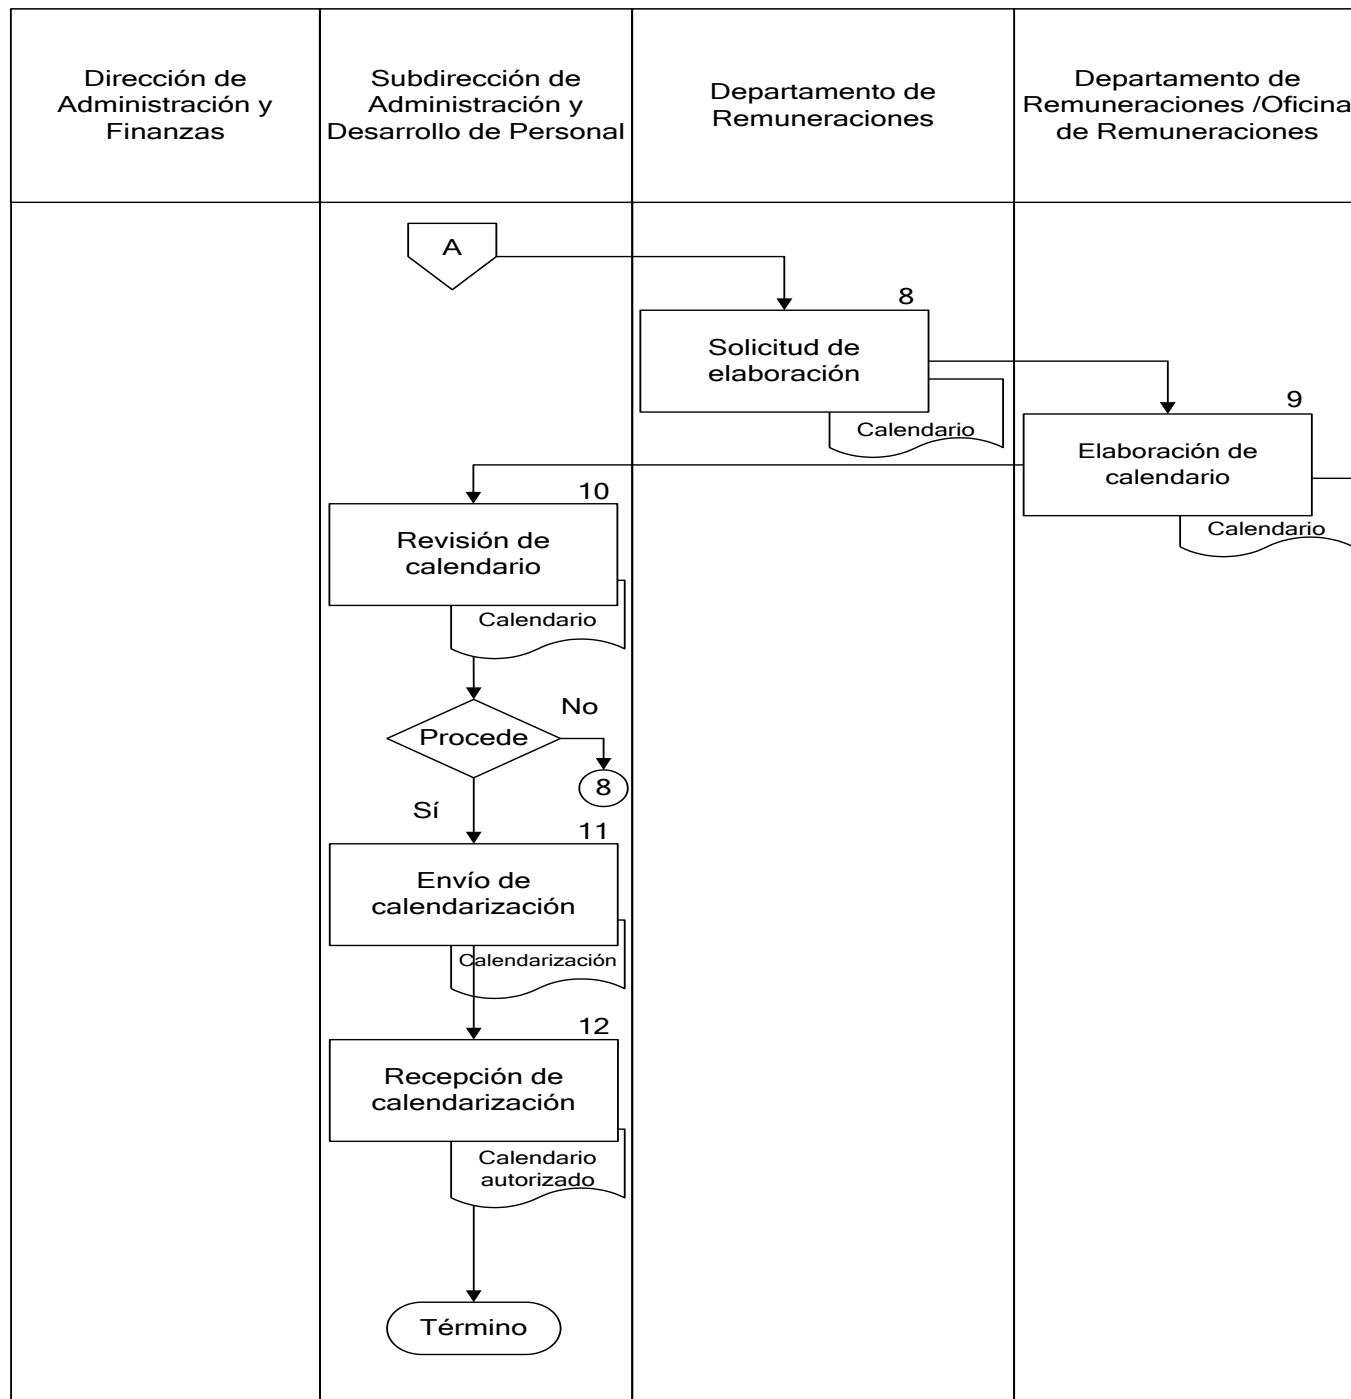 Dirección de
Administración y
Finanzas
Subdirección de
Administración y
Desarrollo de Personal
Departamento de
Remuneraciones
Departamento de
Remuneraciones /Oficina
de Remuneraciones
A
8
Solicitud de
elaboración
Calendario
9
Elaboración de
calendario
Calendario
10
Revisión de
calendario
Calendario
Procede
No
8
Sí
11
Envío de
calendarización
Calendarización
12
Recepción de
calendarización
Calendario
autorizado
Término